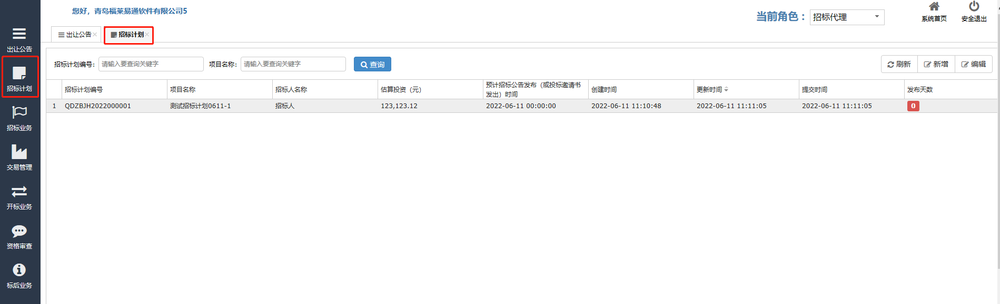 您好，青岛福莱易通软件有限公司5
当前角色：
招标代理
系统首页
安全退出
出让公告
招标计划
招标业务
交易管理
开标业务
资格审查
标后业务
出让公告×
招标计划×
招标计划编号： 请输入要查询关键字 项目名称： 请输入要查询关键字 查询
刷新 新增 编辑
招标计划编号 项目名称 招标人名称 估算投资（元） 预计招标公告发布（或投标邀请书
发出）时间 创建时间 更新时间 提交时间 发布天数
1 QDZBJH2022000001 测试招标计划0611-1 招标人 123,123.12 2022-06-11 00:00:00 2022-06-11 11:10:48 2022-06-11 11:11:05 2022-06-11 11:11:05 0